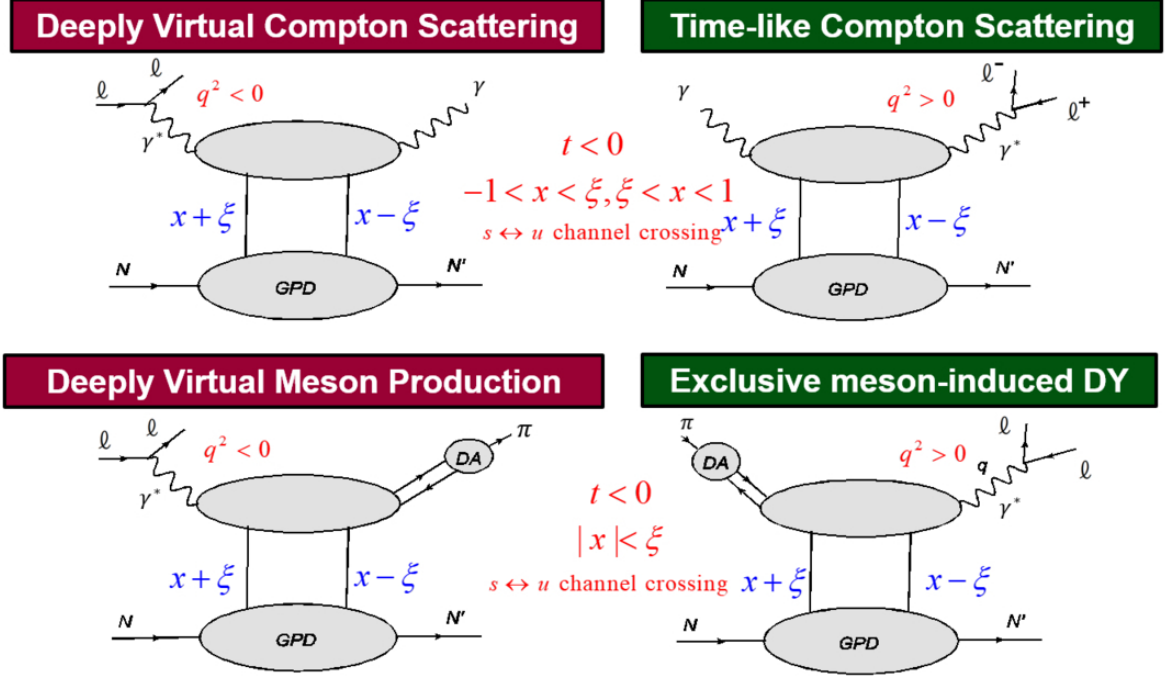 Deeply Virtual Compton Scattering
Time-like Compton Scattering
ℓ
ℓ
q² < 0
γ*
γ
x + ξ
x − ξ
N
GPD
N'
t < 0
−1 < x < ξ, ξ < x < 1
s ↔ u channel crossing
γ
q² > 0
ℓ⁻
ℓ⁺
γ*
x + ξ
x − ξ
N
GPD
N'
Deeply Virtual Meson Production
Exclusive meson-induced DY
ℓ
ℓ
q² < 0
γ*
DA
π
x + ξ
x − ξ
N
GPD
N'
t < 0
| x |< ξ
s ↔ u channel crossing
π
DA
q² > 0
q
ℓ
ℓ
γ*
x + ξ
x − ξ
N
GPD
N'